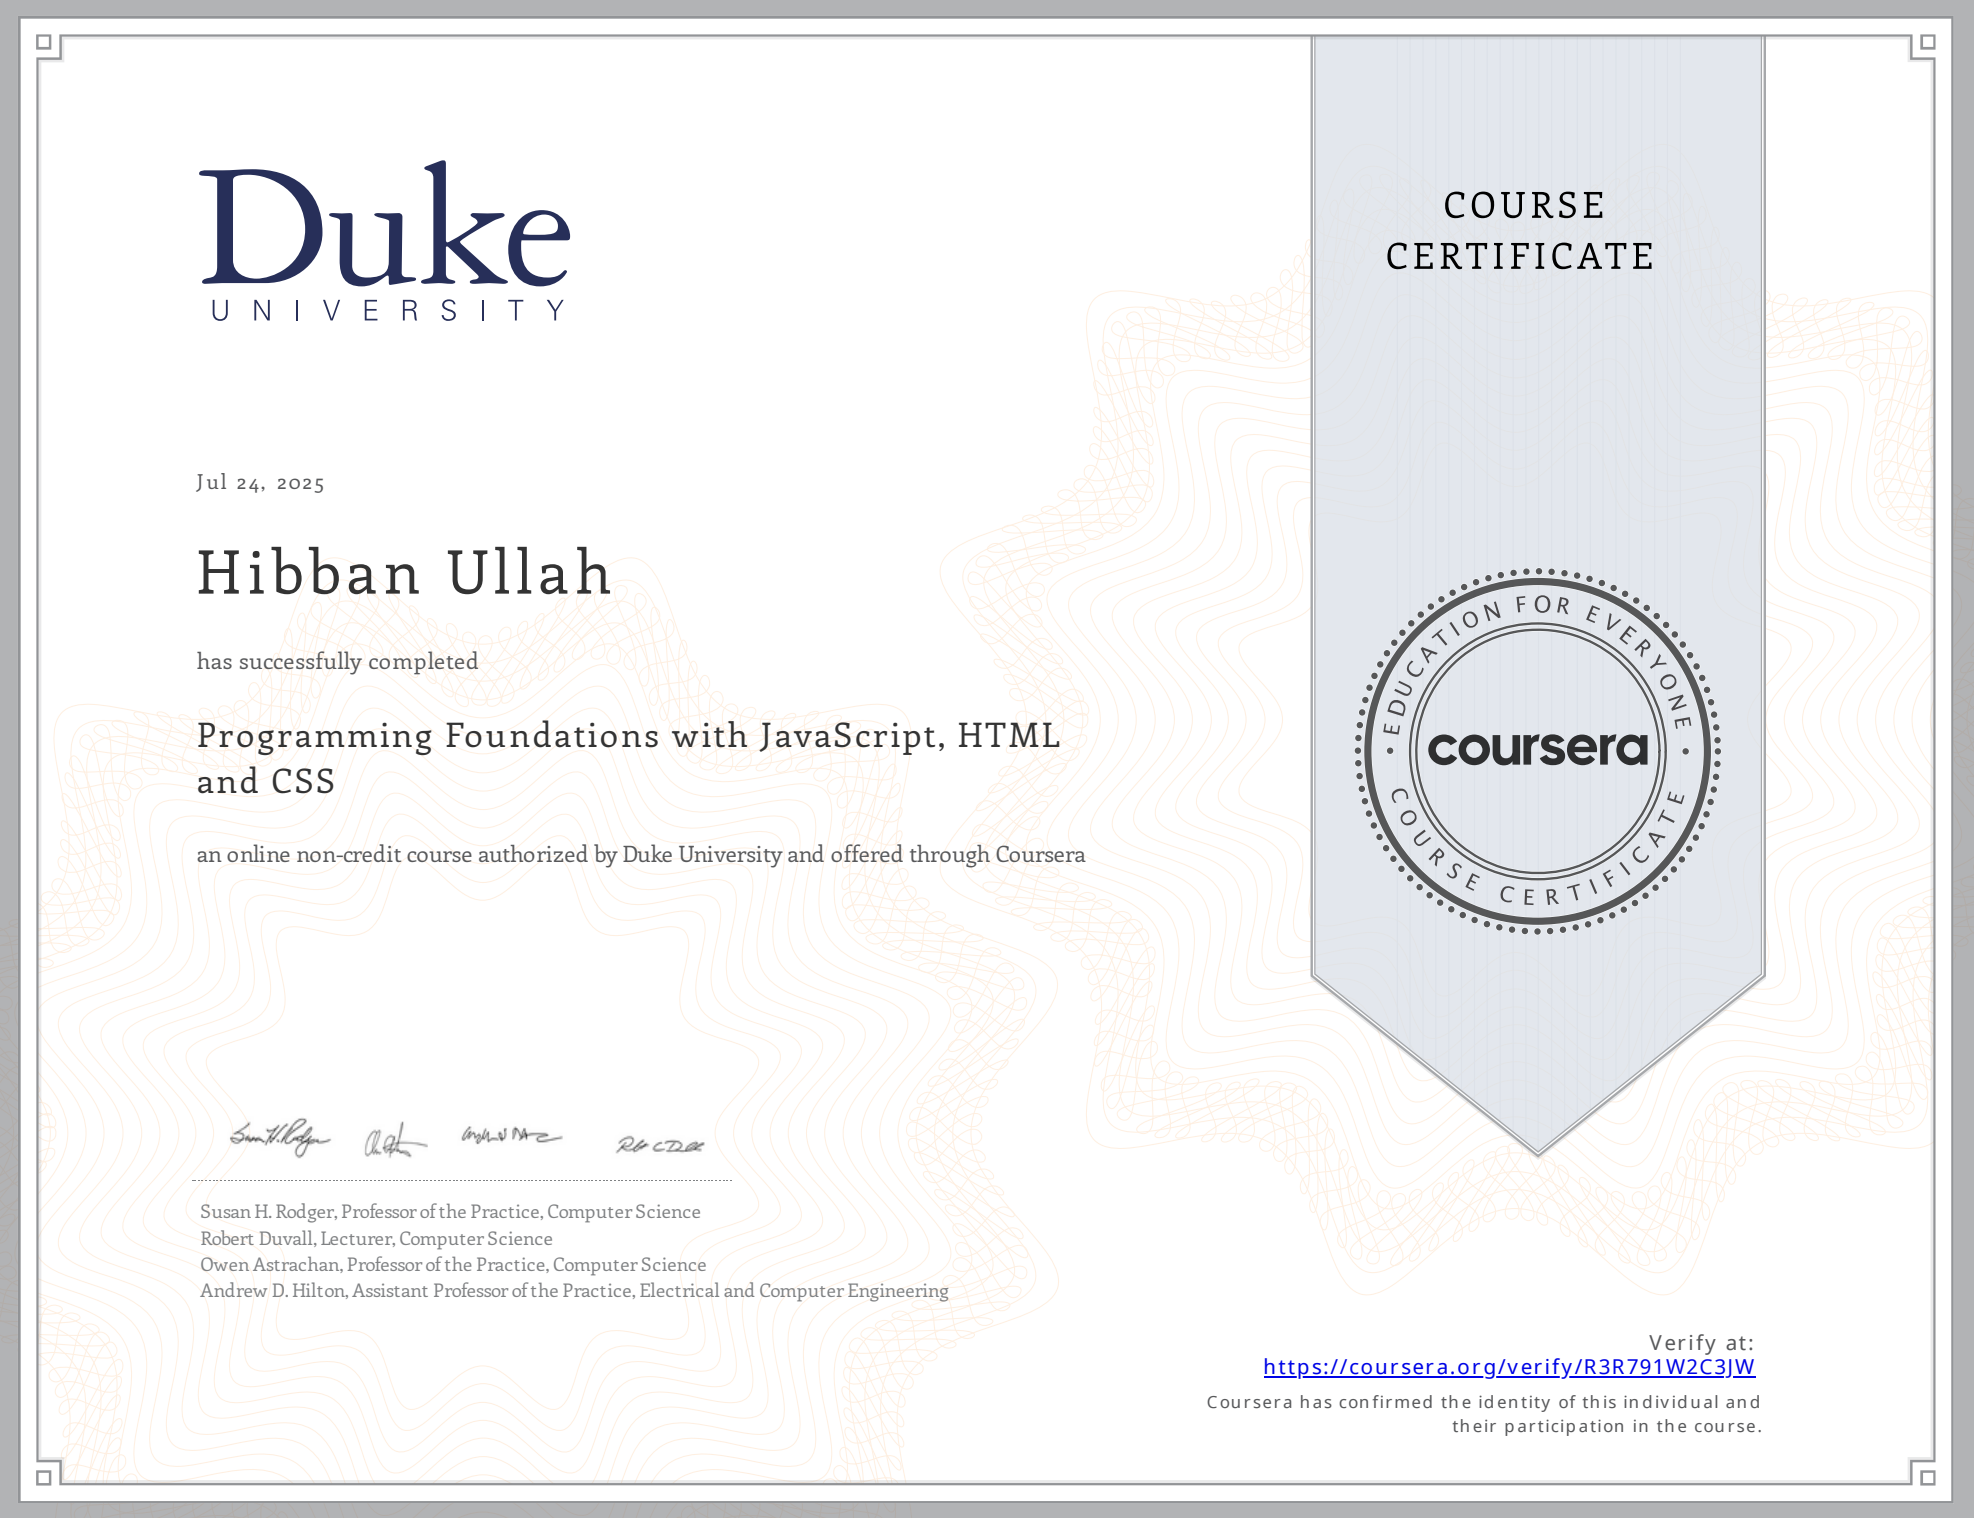 Duke
UNIVERSITY
COURSE
CERTIFICATE
Jul 24, 2025
Hibban Ullah
has successfully completed
Programming Foundations with JavaScript, HTML
and CSS
an online non-credit course authorized by Duke University and offered through Coursera
EDUCATION FOR EVERYONE
coursera
COURSE CERTIFICATE
Susan H. Rodger, Professor of the Practice, Computer Science
Robert Duvall, Lecturer, Computer Science
Owen Astrachan, Professor of the Practice, Computer Science
Andrew D. Hilton, Assistant Professor of the Practice, Electrical and Computer Engineering
Verify at:
https://coursera.org/verify/R3R791W2C3JW
Coursera has confirmed the identity of this individual and
their participation in the course.